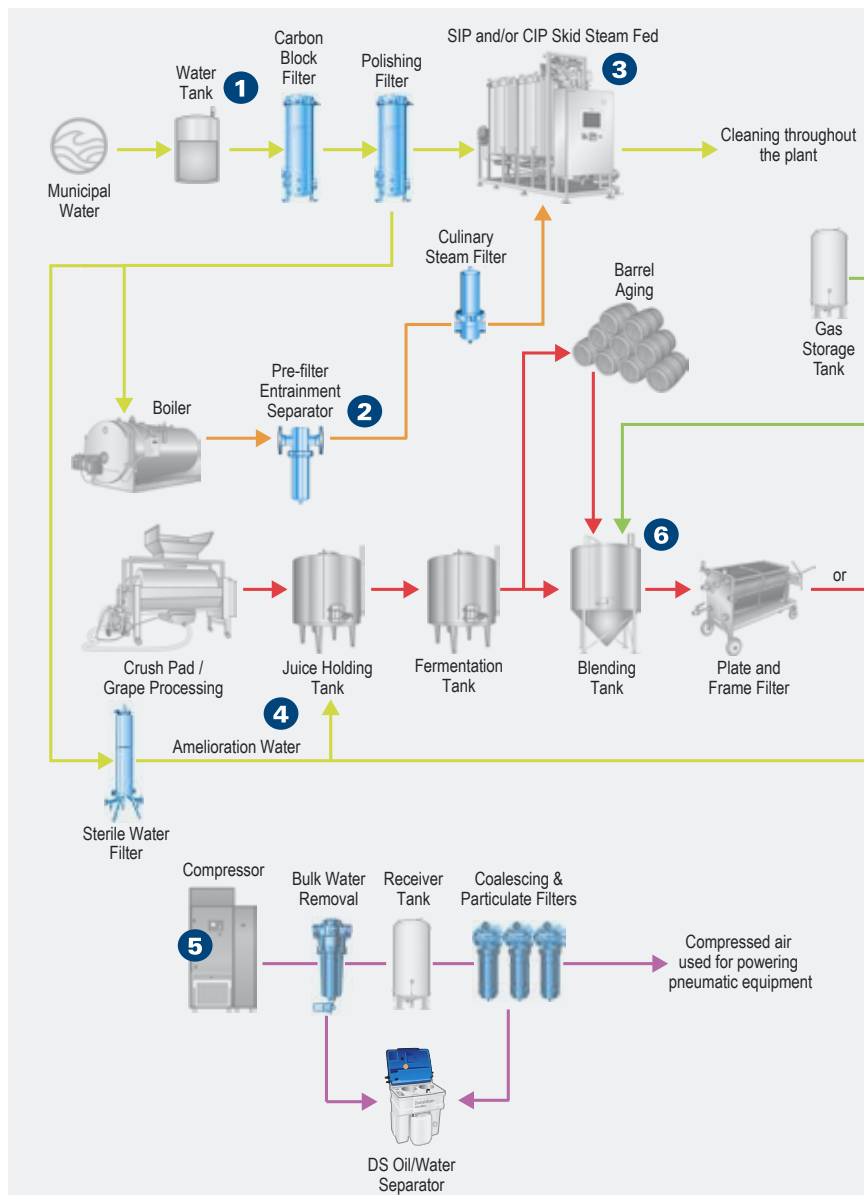 SIP and/or CIP Skid Steam Fed
3
Carbon
Block
Filter
Polishing
Filter
Water
Tank
1
Municipal
Water
Cleaning throughout
the plant
Culinary
Steam Filter
Barrel
Aging
Gas
Storage
Tank
Boiler
Pre-filter
Entrainment
Separator
2
6
or
Crush Pad /
Grape Processing
Juice Holding
Tank
Fermentation
Tank
Blending
Tank
Plate and
Frame Filter
4
Amelioration Water
Sterile Water
Filter
Compressor
5
Bulk Water
Removal
Receiver
Tank
Coalescing &
Particulate Filters
Compressed air
used for powering
pneumatic equipment
DS Oil/Water
Separator